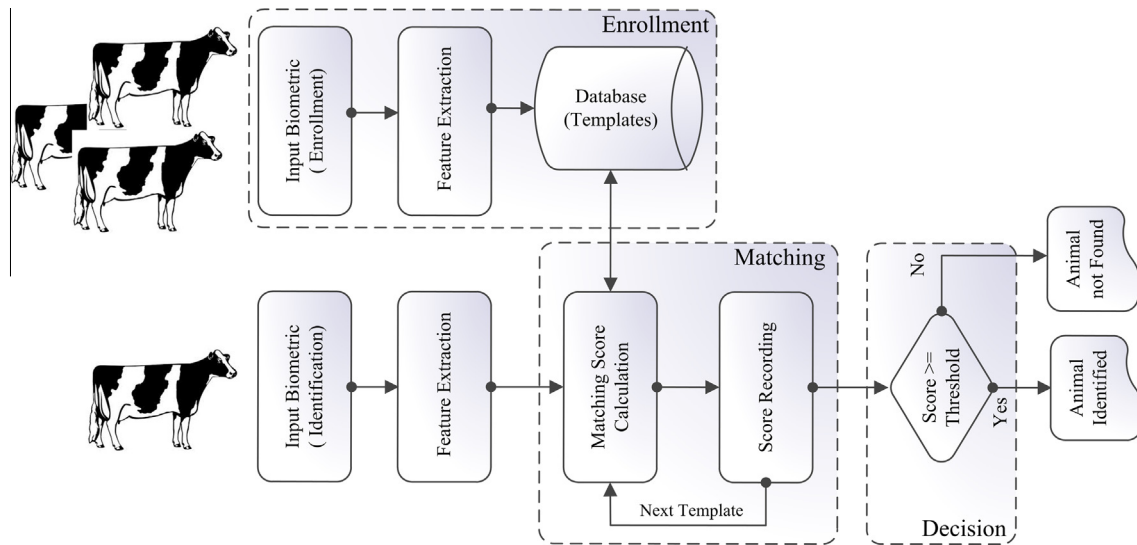 Enrollment
Input Biometric
( Enrollment)
Feature Extraction
Database
(Templates)
Matching
Input Biometric
( Identification)
Feature Extraction
Matching Score
Calculation
Score Recording
Next Template
Score >=
Threshold
No
Yes
Decision
Animal
not Found
Animal
Identified